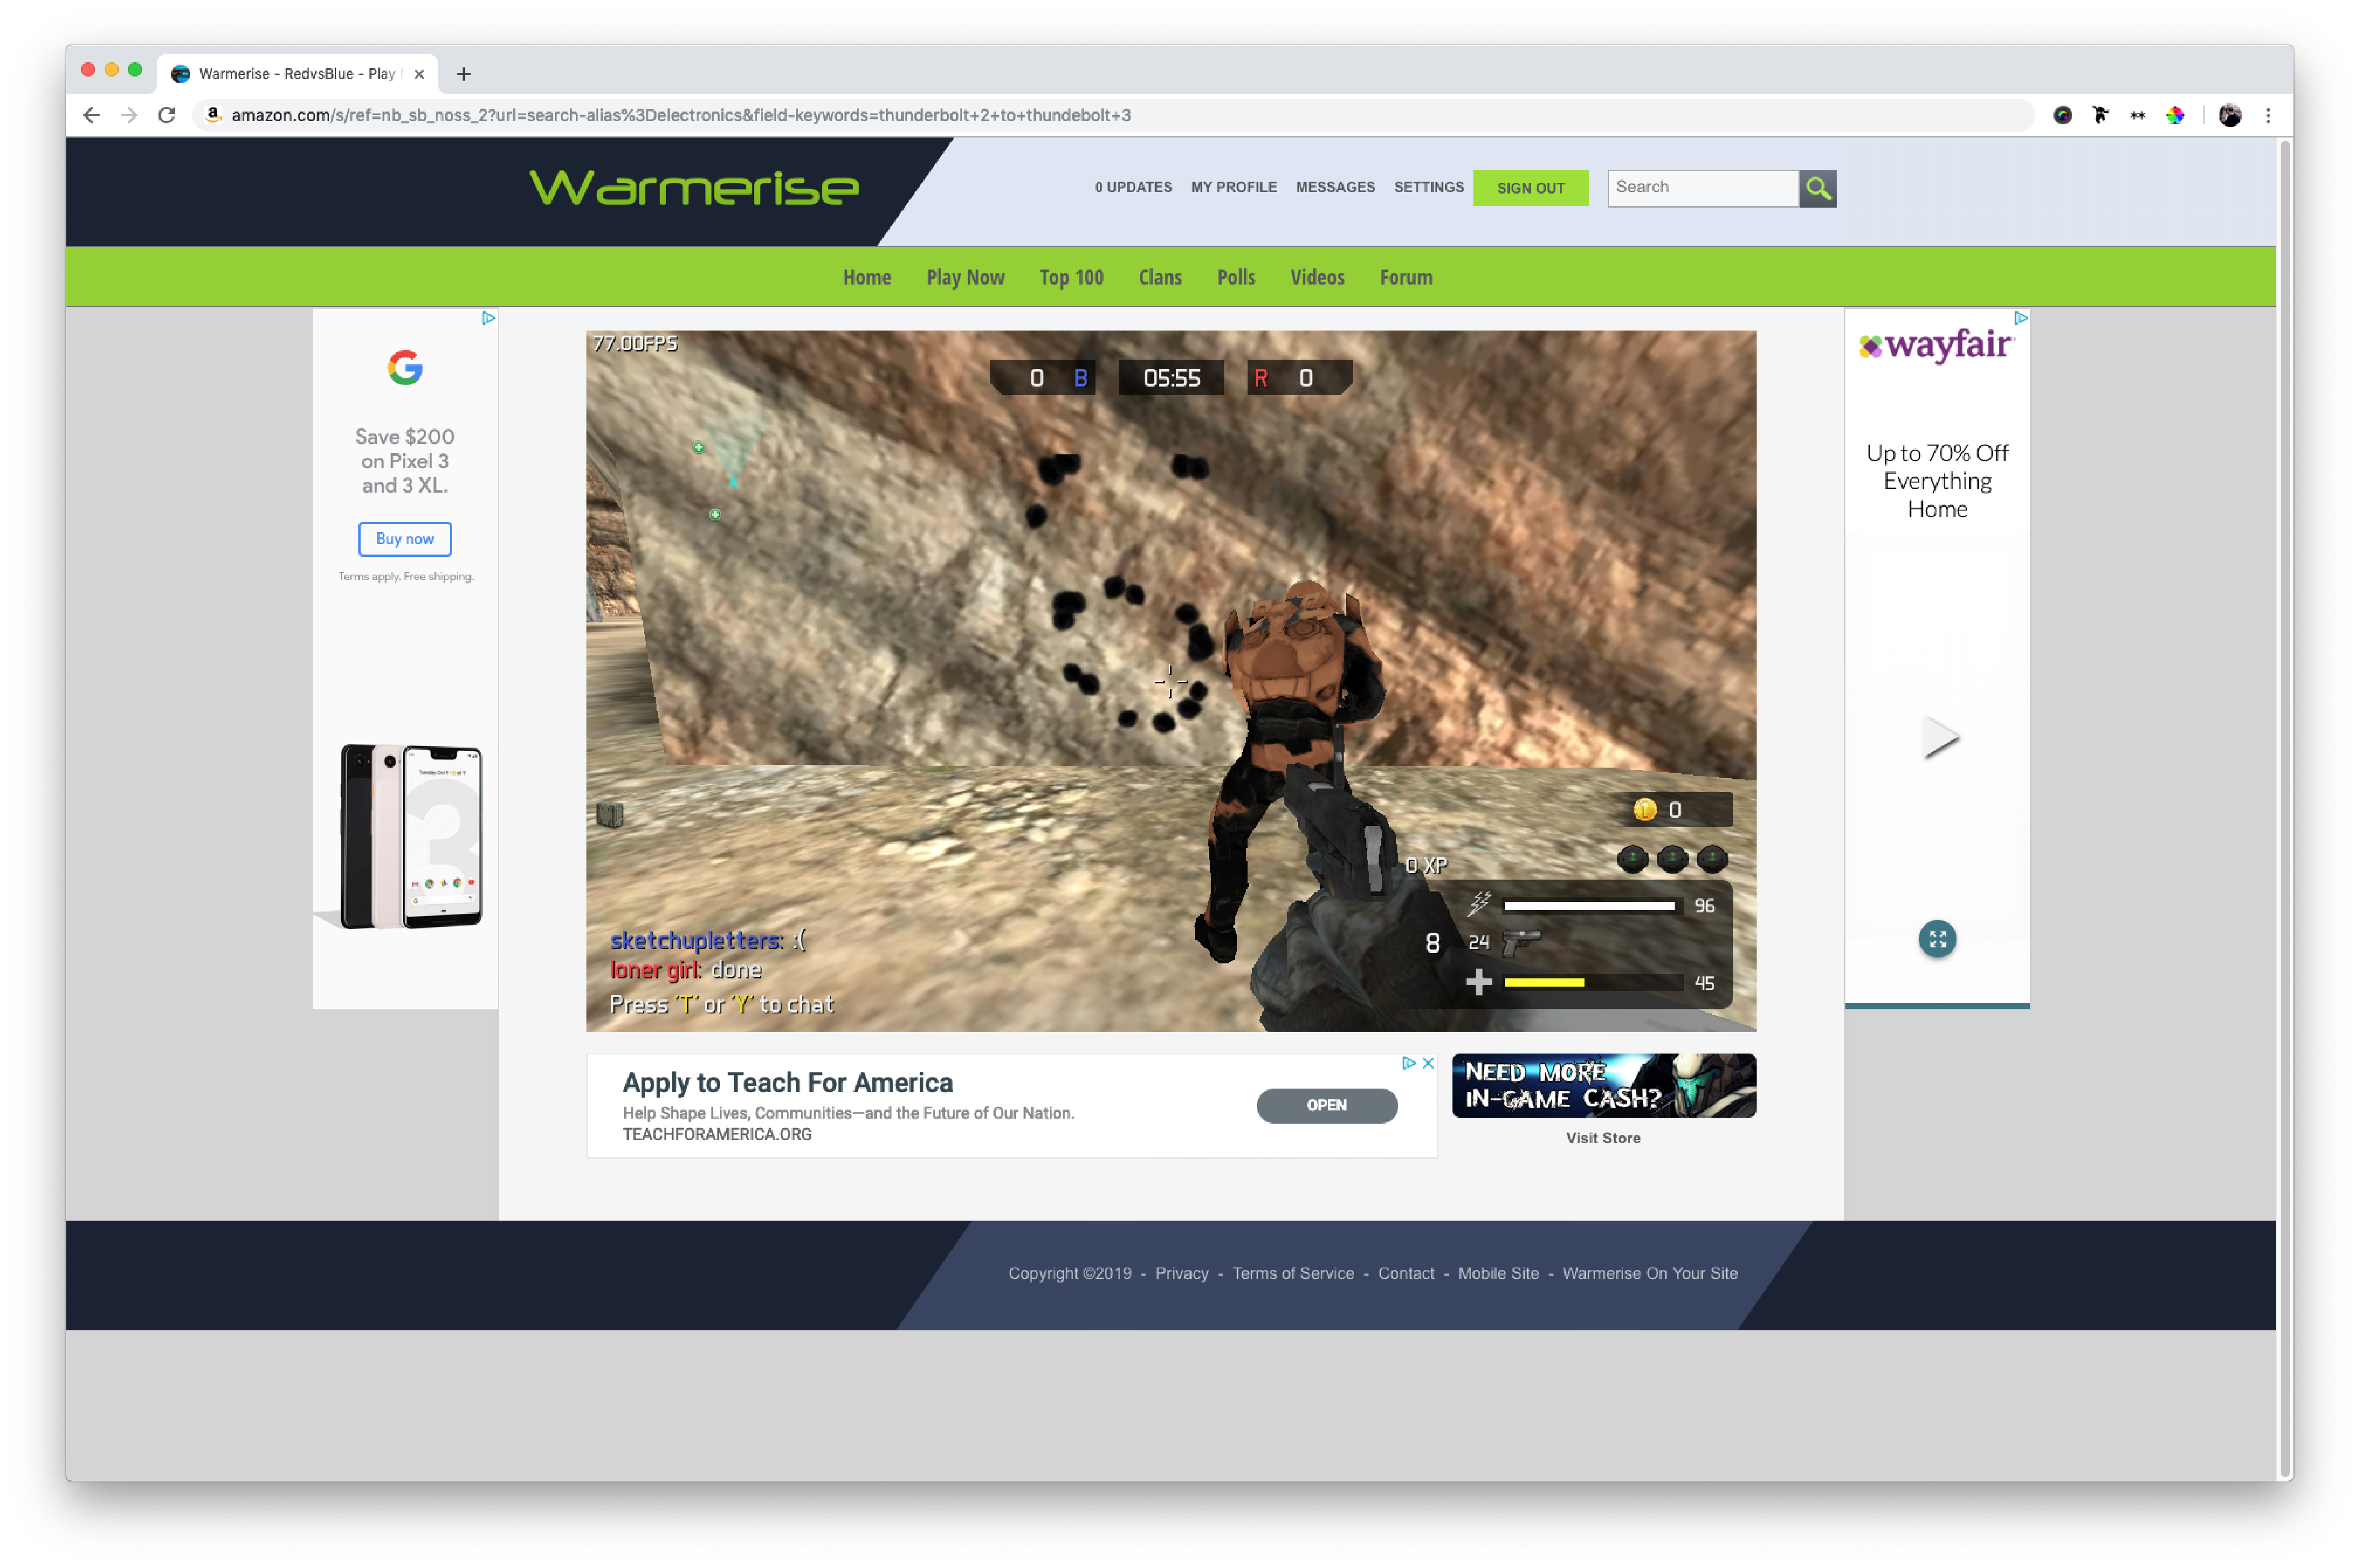 Warmerise - RedvsBlue - Play
amazon.com/s/ref=nb_sb_noss_2?url=search-alias%3Delectronics&field-keywords=thunderbolt+2+to+thundebolt+3
Warmerise
0 UPDATES MY PROFILE MESSAGES SETTINGS SIGN OUT Search
Home Play Now Top 100 Clans Polls Videos Forum
G
Save $200
on Pixel 3
and 3 XL.
Buy now
Terms apply. Free shipping.
77.00FPS
0 B 05:55 R 0
0
0 XP
96
8 24
45
sketchupletters: :(
loner girl: done
Press 'T' or 'Y' to chat
wayfair
Up to 70% Off
Everything
Home
Apply to Teach For America
Help Shape Lives, Communities—and the Future of Our Nation.
TEACHFORAMERICA.ORG
OPEN
NEED MORE
IN-GAME CASH?
Visit Store
Copyright ©2019 - Privacy - Terms of Service - Contact - Mobile Site - Warmerise On Your Site